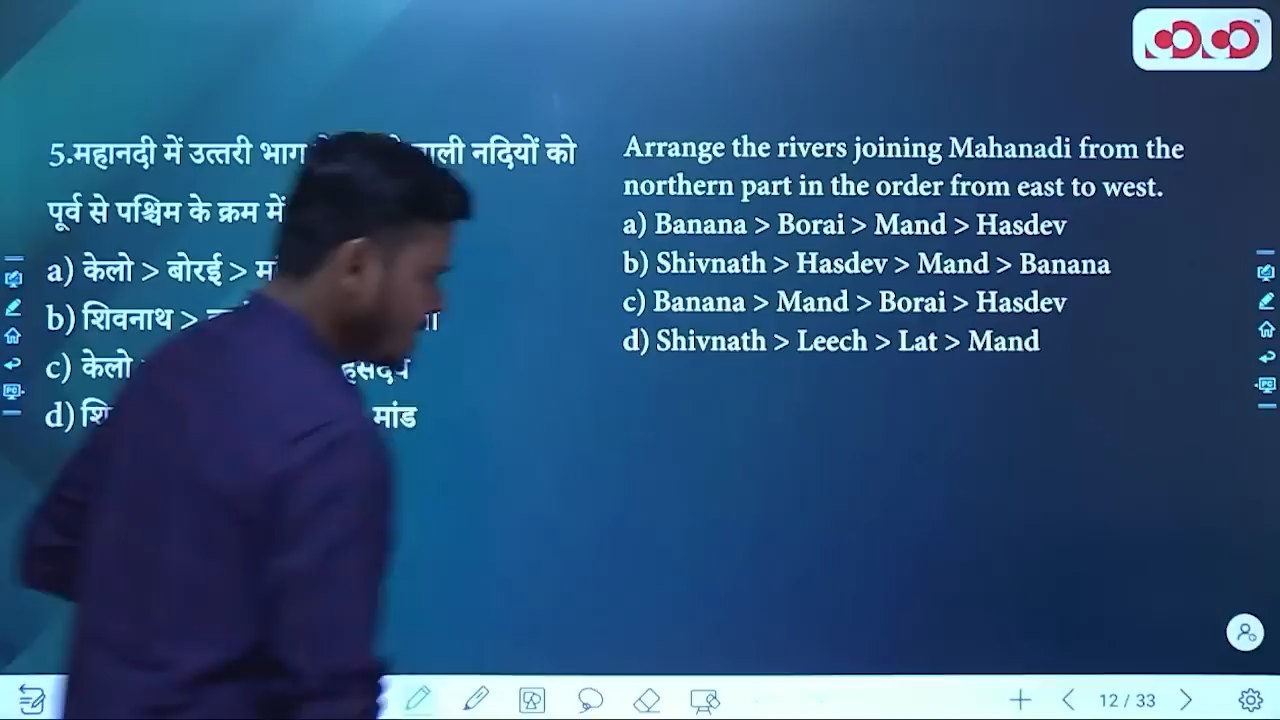 5.महानदी में उत्तरी भाग वाली नदियों को
पूर्व से पश्चिम के क्रम में
a) केलो > बोरई >
b) शिवनाथ >
c) केलो हसदेव
d) मांड
Arrange the rivers joining Mahanadi from the
northern part in the order from east to west.
a) Banana > Borai > Mand > Hasdev
b) Shivnath > Hasdev > Mand > Banana
c) Banana > Mand > Borai > Hasdev
d) Shivnath > Leech > Lat > Mand
12 / 33